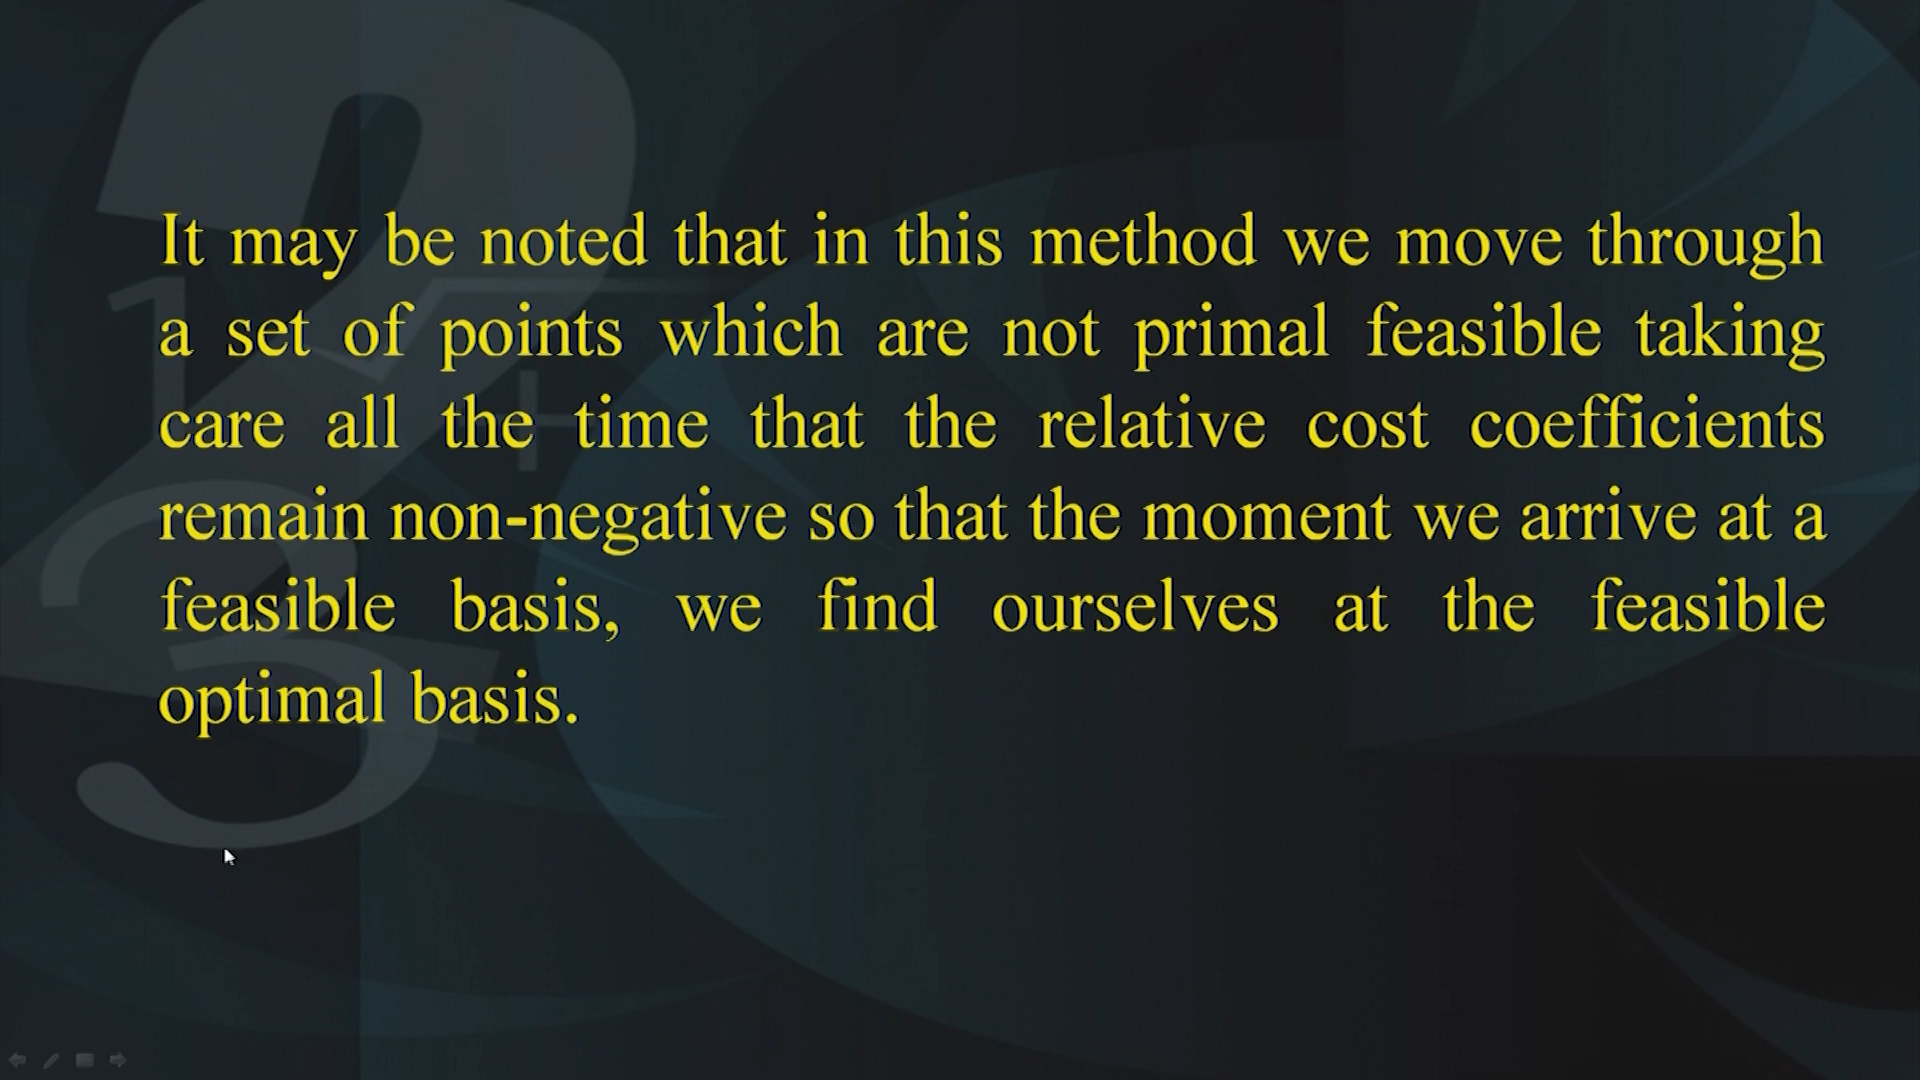 It may be noted that in this method we move through
a set of points which are not primal feasible taking
care all the time that the relative cost coefficients
remain non-negative so that the moment we arrive at a
feasible basis, we find ourselves at the feasible
optimal basis.